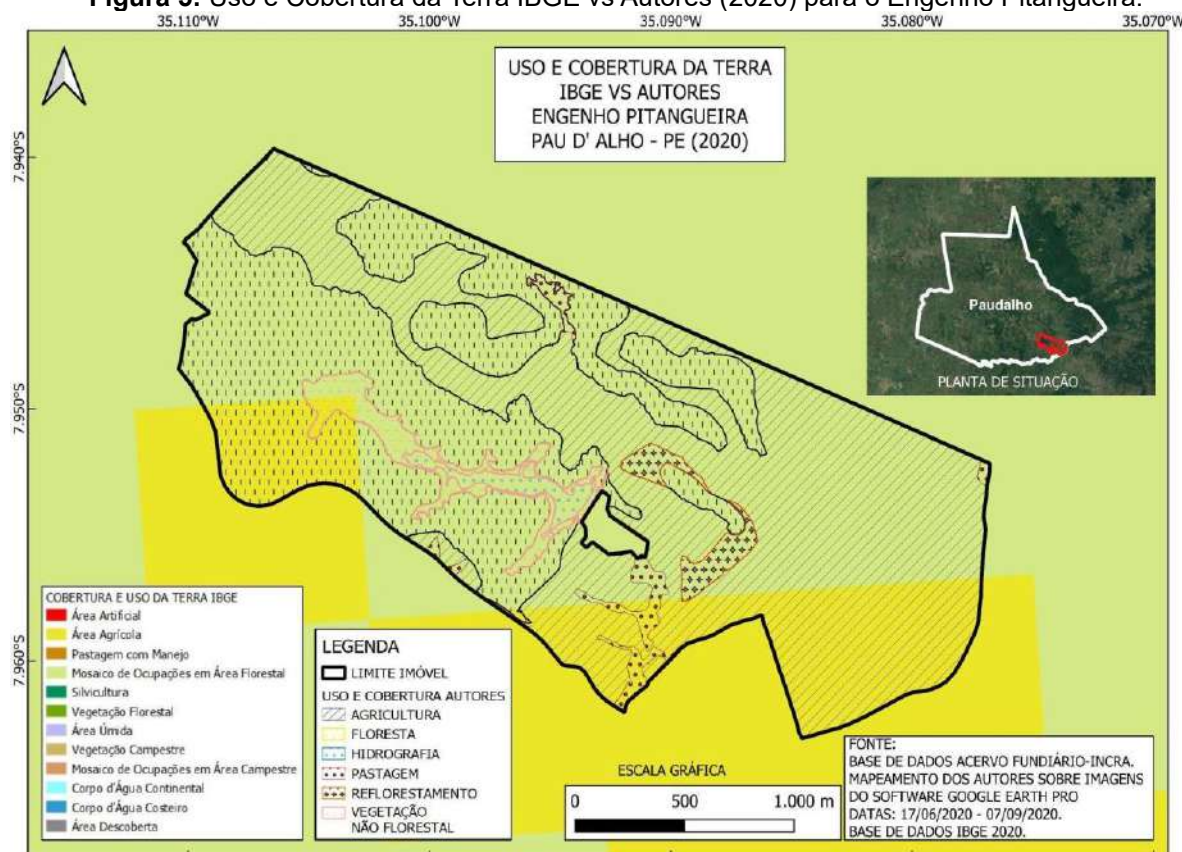 Figura 3: Uso e Cobertura da Terra IBGE vs Autores (2020) para o Engenho Pitangueira.
35.110°W 35.100°W 35.090°W 35.080°W 35.070°W
USO E COBERTURA DA TERRA
IBGE VS AUTORES
ENGENHO PITANGUEIRA
PAU D' ALHO - PE (2020)
7.940°S
7.950°S
7.960°S
Paudalho
PLANTA DE SITUAÇÃO
COBERTURA E USO DA TERRA IBGE
Área Artificial
Área Agrícola
Pastagem com Manejo
Mosaico de Ocupações em Área Florestal
Silvicultura
Vegetação Florestal
Área Úmida
Vegetação Campestre
Mosaico de Ocupações em Área Campestre
Corpo d'Água Continental
Corpo d'Água Costeiro
Área Descoberta
LEGENDA
LIMITE IMÓVEL
USO E COBERTURA AUTORES
AGRICULTURA
FLORESTA
HIDROGRAFIA
PASTAGEM
REFLORESTAMENTO
VEGETAÇÃO
NÃO FLORESTAL
ESCALA GRÁFICA
0 500 1.000 m
FONTE:
BASE DE DADOS ACERVO FUNDIÁRIO-INCRA.
MAPEAMENTO DOS AUTORES SOBRE IMAGENS
DO SOFTWARE GOOGLE EARTH PRO
DATAS: 17/06/2020 - 07/09/2020.
BASE DE DADOS IBGE 2020.